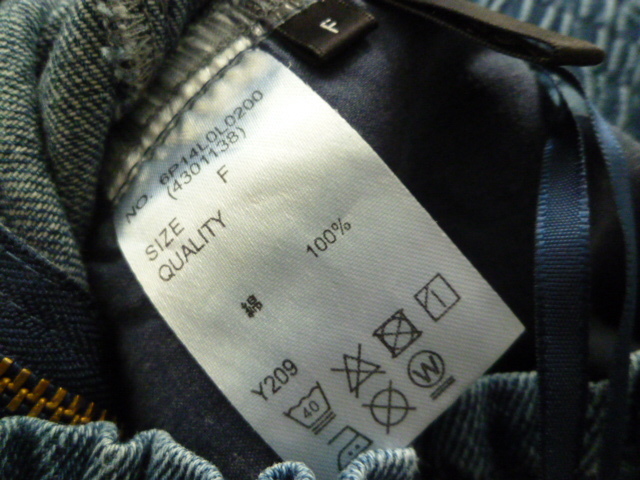 F
NO. 6P14L0L0200
(4301138)
SIZE F
QUALITY
綿 100%
Y209
40
W